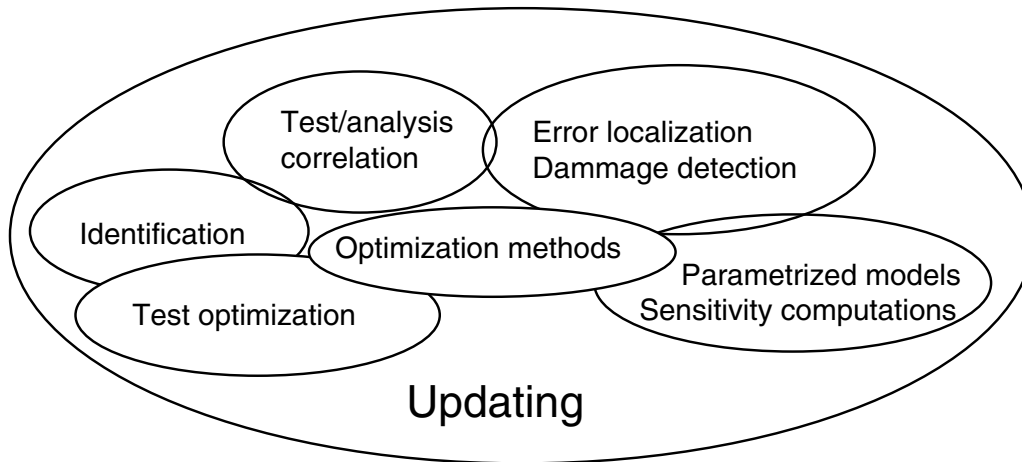 Test/analysis
correlation
Error localization
Dammage detection
Identification
Optimization methods
Parametrized models
Sensitivity computations
Test optimization
Updating